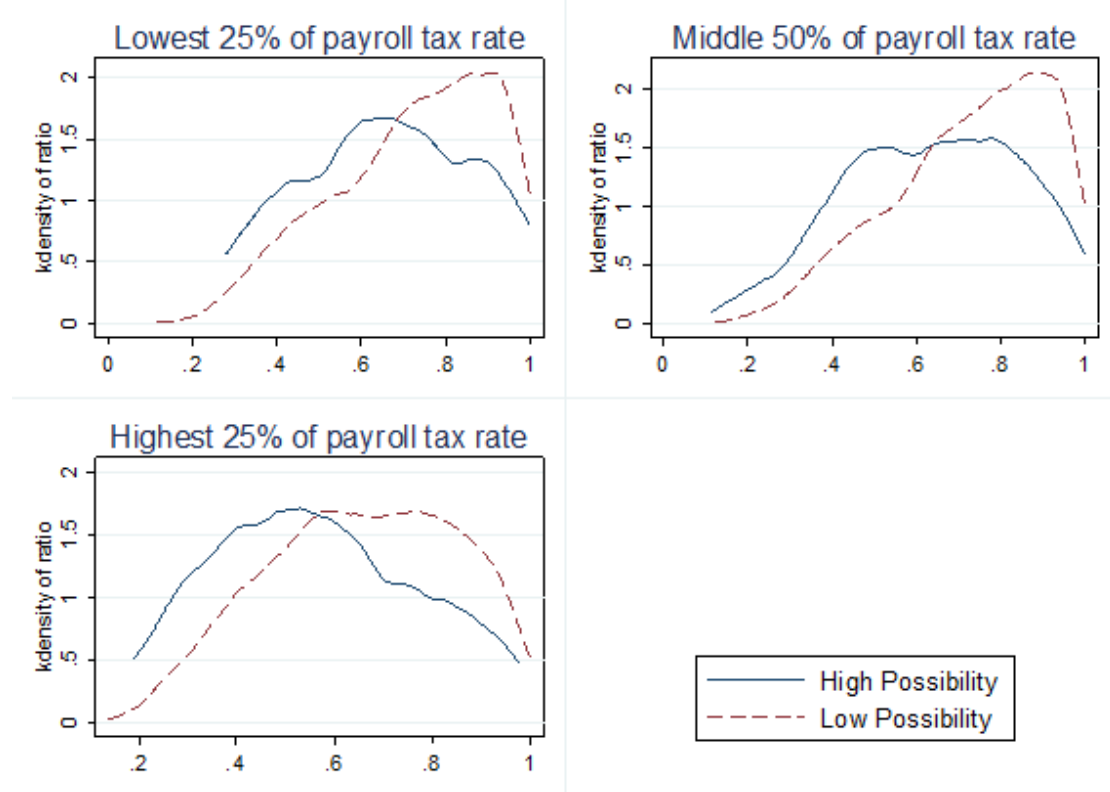 Lowest 25% of payroll tax rate
kdensity of ratio
2
1.5
1
.5
0
0 .2 .4 .6 .8 1
Middle 50% of payroll tax rate
kdensity of ratio
2
1.5
1
.5
0
0 .2 .4 .6 .8 1
Highest 25% of payroll tax rate
kdensity of ratio
2
1.5
1
.5
0
.2 .4 .6 .8 1
High Possibility
Low Possibility